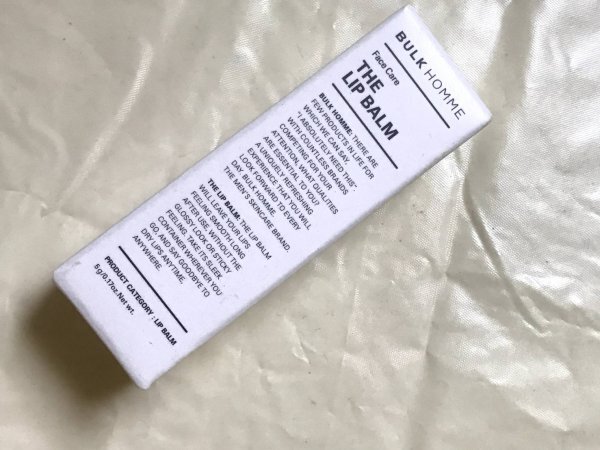 BULK HOMME
Face Care
THE
LIP BALM
BULK HOMME: THERE ARE
FEW PRODUCTS IN LIFE FOR
WHICH WE CAN SAY,
"I ABSOLUTELY NEED THIS"-
WITH COUNTLESS BRANDS
COMPETING FOR YOUR
ATTENTION, WHAT QUALITIES
ARE ESSENTIAL TO YOU?
A UNIQUELY REFRESHING
EXPERIENCE THAT YOU WILL
LOOK FORWARD TO EVERY
DAY. BULK HOMME.
THE MEN'S SKINCARE BRAND.
THE LIP BALM: THE LIP BALM
WILL LEAVE YOUR LIPS
FEELING SMOOTH LONG
AFTER USE, WITHOUT THE
GLOSSY LOOK OR STICKY
FEELING. TAKE ITS SLEEK
CONTAINER WHEREVER YOU
GO, AND SAY GOODBYE TO
DRY LIPS ANYTIME,
ANYWHERE.
PRODUCT CATEGORY : LIP BALM
5g/0.17oz.Net wt.